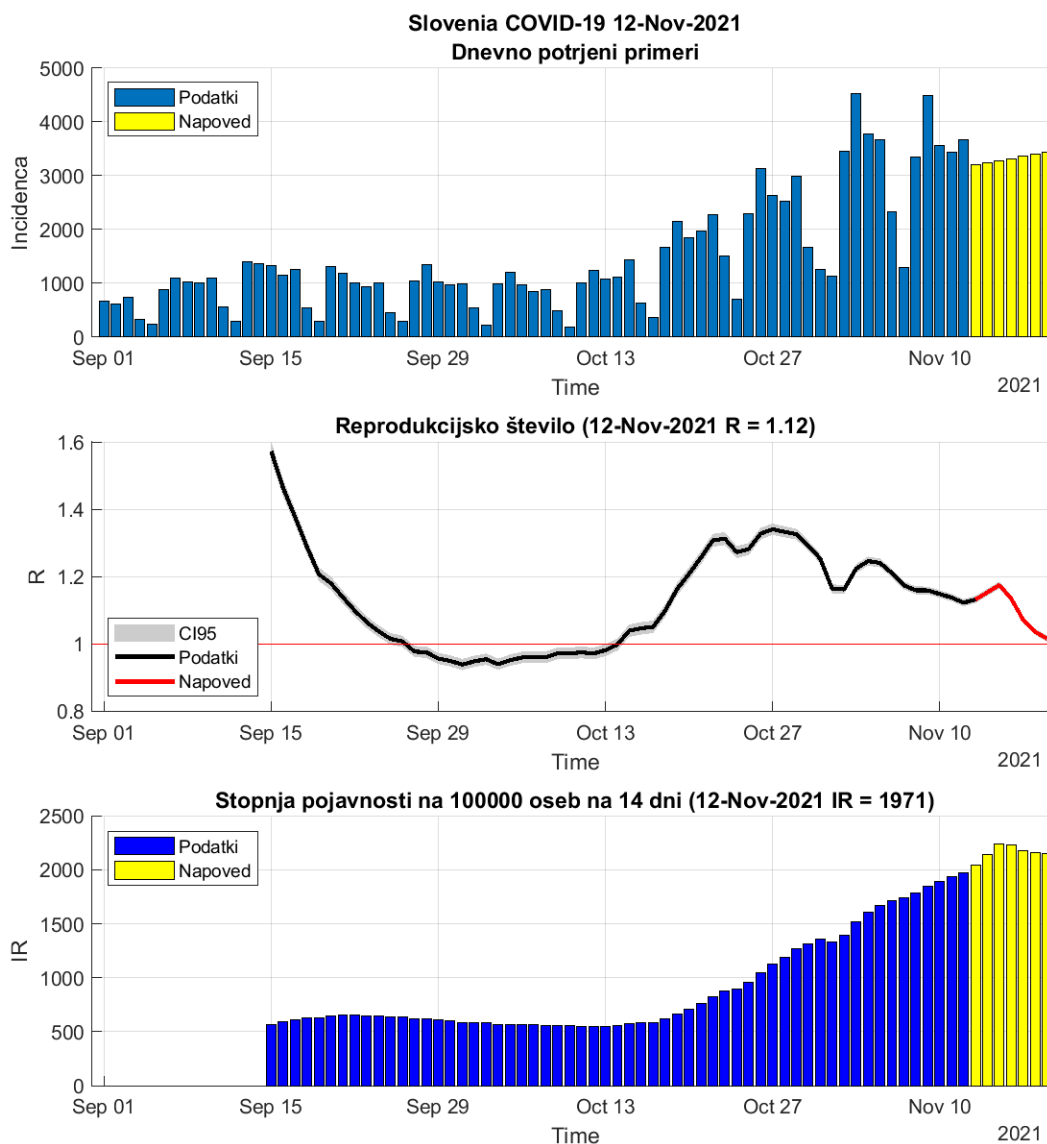 Slovenia COVID-19 12-Nov-2021
Dnevno potrjeni primeri
5000
4000
3000
2000
1000
0
Incidenca
Podatki
Napoved
Sep 01
Sep 15
Sep 29
Oct 13
Oct 27
Nov 10
Time
2021
Reprodukcijsko število (12-Nov-2021 R = 1.12)
1.6
1.4
1.2
1
0.8
R
CI95
Podatki
Napoved
Sep 01
Sep 15
Sep 29
Oct 13
Oct 27
Nov 10
Time
2021
Stopnja pojavnosti na 100000 oseb na 14 dni (12-Nov-2021 IR = 1971)
2500
2000
1500
1000
500
0
IR
Podatki
Napoved
Sep 01
Sep 15
Sep 29
Oct 13
Oct 27
Nov 10
Time
2021